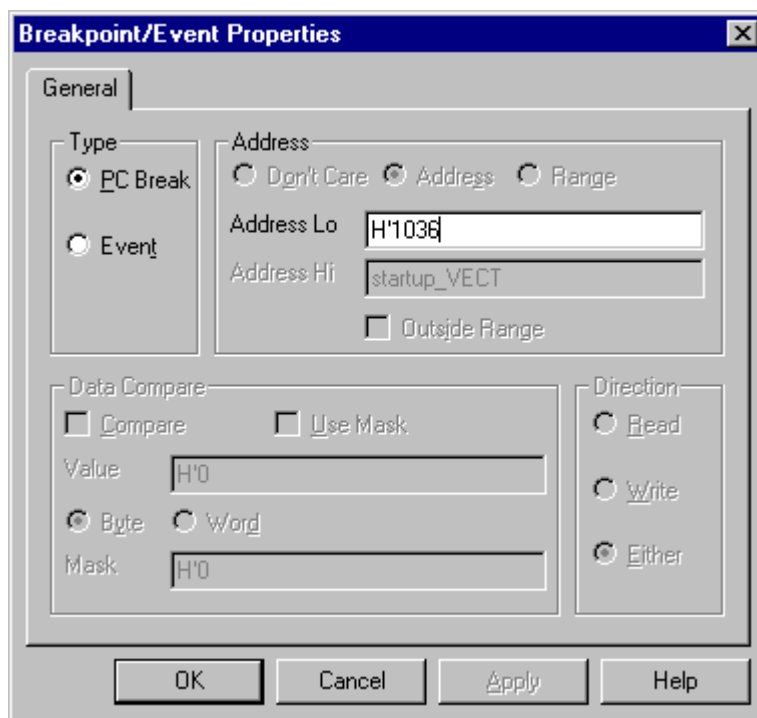 Breakpoint/Event Properties
General
Type
PC Break
Event
Address
Don't Care Address Range
Address Lo H'1036
Address Hi startup_VECT
Outside Range
Data Compare
Compare Use Mask
Value H'0
Byte Word
Mask H'0
Direction
Read
Write
Either
OK Cancel Apply Help